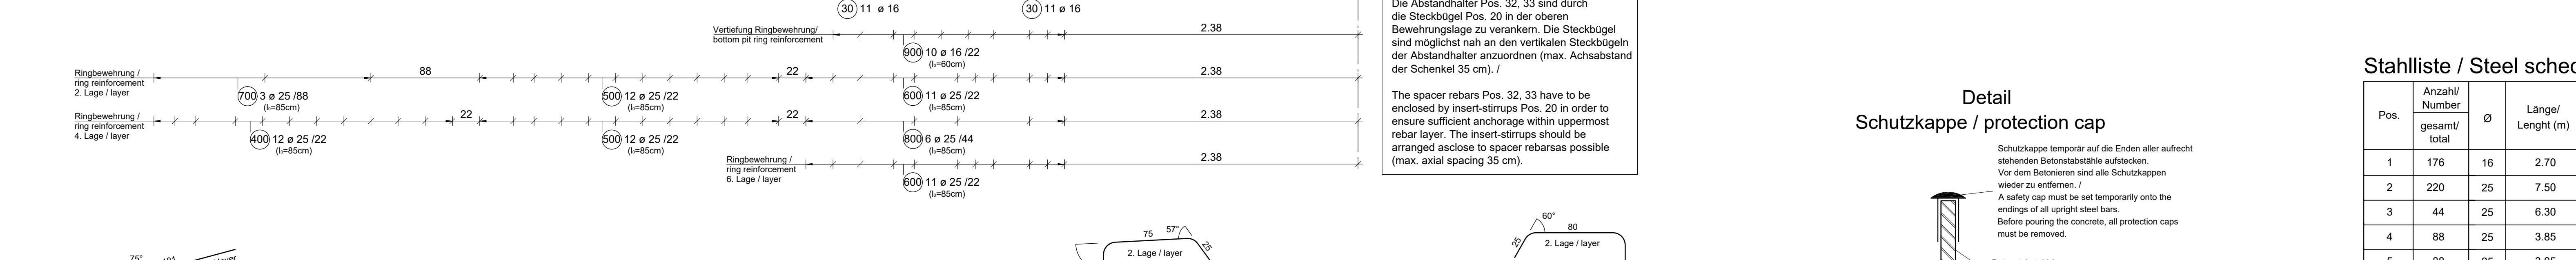 30 11 ø 16
30 11 ø 16
Vertiefung Ringbewehrung/
bottom pit ring reinforcement
2.38
900 10 ø 16 /22
(l₀=60cm)
Ringbewehrung /
ring reinforcement
2. Lage / layer
88
22
2.38
700 3 ø 25 /88
(l₀=85cm)
500 12 ø 25 /22
(l₀=85cm)
600 11 ø 25 /22
(l₀=85cm)
Ringbewehrung /
ring reinforcement
4. Lage / layer
22
22
2.38
400 12 ø 25 /22
(l₀=85cm)
500 12 ø 25 /22
(l₀=85cm)
800 6 ø 25 /44
(l₀=85cm)
Ringbewehrung /
ring reinforcement
6. Lage / layer
2.38
600 11 ø 25 /22
(l₀=85cm)
Die Abstandhalter Pos. 32, 33 sind durch
die Steckbügel Pos. 20 in der oberen
Bewehrungslage zu verankern. Die Steckbügel
sind möglichst nah an den vertikalen Steckbügeln
der Abstandhalter anzuordnen (max. Achsabstand
der Schenkel 35 cm). /
The spacer rebars Pos. 32, 33 have to be
enclosed by insert-stirrups Pos. 20 in order to
ensure sufficient anchorage within uppermost
rebar layer. The insert-stirrups should be
arranged asclose to spacer rebarsas possible
(max. axial spacing 35 cm).
75°
75
57°
25
2. Lage / layer
60°
80
25
2. Lage / layer
Detail
Schutzkappe / protection cap
Schutzkappe temporär auf die Enden aller aufrecht
stehenden Betonstabstähle aufstecken.
Vor dem Betonieren sind alle Schutzkappen
wieder zu entfernen. /
A safety cap must be set temporarily onto the
endings of all upright steel bars.
Before pouring the concrete, all protection caps
must be removed.
Stahlliste / Steel
Pos.
Anzahl/
Number
gesamt/
total
Ø
Länge/
Lenght (m)
1 176 16 2.70
2 220 25 7.50
3 44 25 6.30
4 88 25 3.85